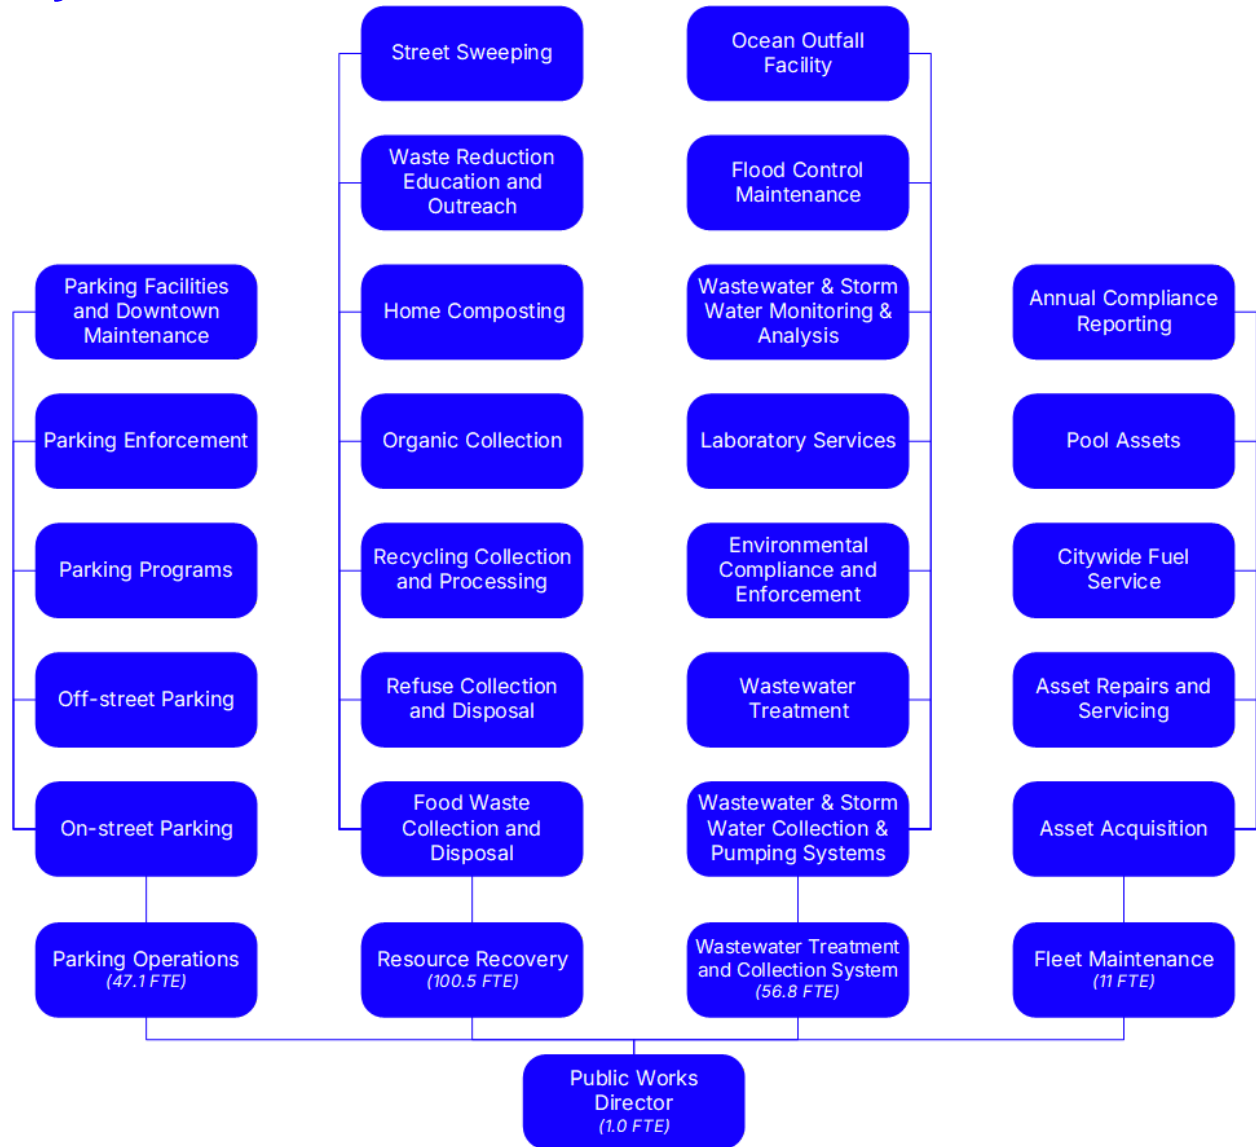 Street Sweeping
Ocean Outfall
Facility
Waste Reduction
Education and
Outreach
Flood Control
Maintenance
Parking Facilities
and Downtown
Maintenance
Home Composting
Wastewater & Storm
Water Monitoring &
Analysis
Annual Compliance
Reporting
Parking Enforcement
Organic Collection
Laboratory Services
Pool Assets
Parking Programs
Recycling Collection
and Processing
Environmental
Compliance and
Enforcement
Citywide Fuel
Service
Off-street Parking
Refuse Collection
and Disposal
Wastewater
Treatment
Asset Repairs and
Servicing
On-street Parking
Food Waste
Collection and
Disposal
Wastewater & Storm
Water Collection &
Pumping Systems
Asset Acquisition
Parking Operations
(47.1 FTE)
Resource Recovery
(100.5 FTE)
Wastewater Treatment
and Collection System
(56.8 FTE)
Fleet Maintenance
(11 FTE)
Public Works
Director
(1.0 FTE)